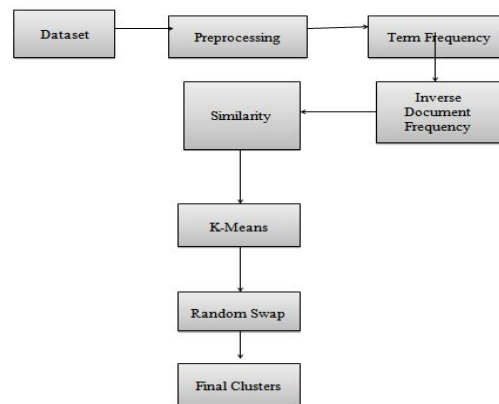 Dataset
Preprocessing
Term Frequency
Inverse
Document
Frequency
Similarity
K-Means
Random Swap
Final Clusters